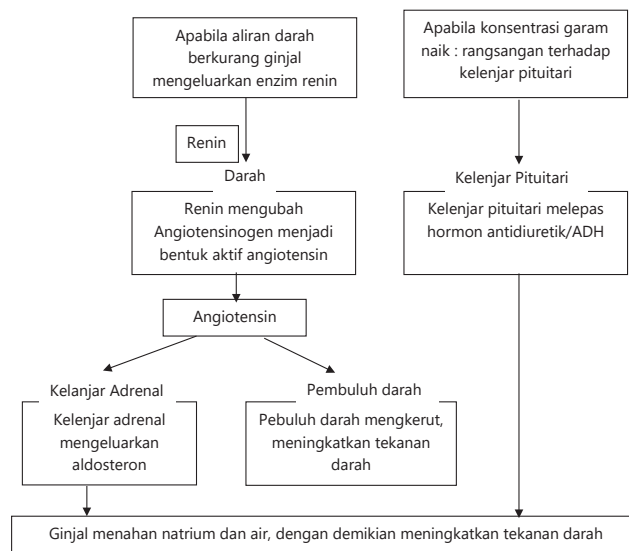 Apabila aliran darah
berkurang ginjal
mengeluarkan enzim renin
Apabila konsentrasi garam
naik : rangsangan terhadap
kelenjar pituitari
Renin
Darah
Renin mengubah
Angiotensinogen menjadi
bentuk aktif angiotensin
Kelenjar Pituitari
Kelenjar pituitari melepas
hormon antidiuretik/ADH
Angiotensin
Kelanjar Adrenal
Kelenjar adrenal
mengeluarkan
aldosteron
Pembuluh darah
Pebuluh darah mengkerut,
meningkatkan tekanan
darah
Ginjal menahan natrium dan air, dengan demikian meningkatkan tekanan darah